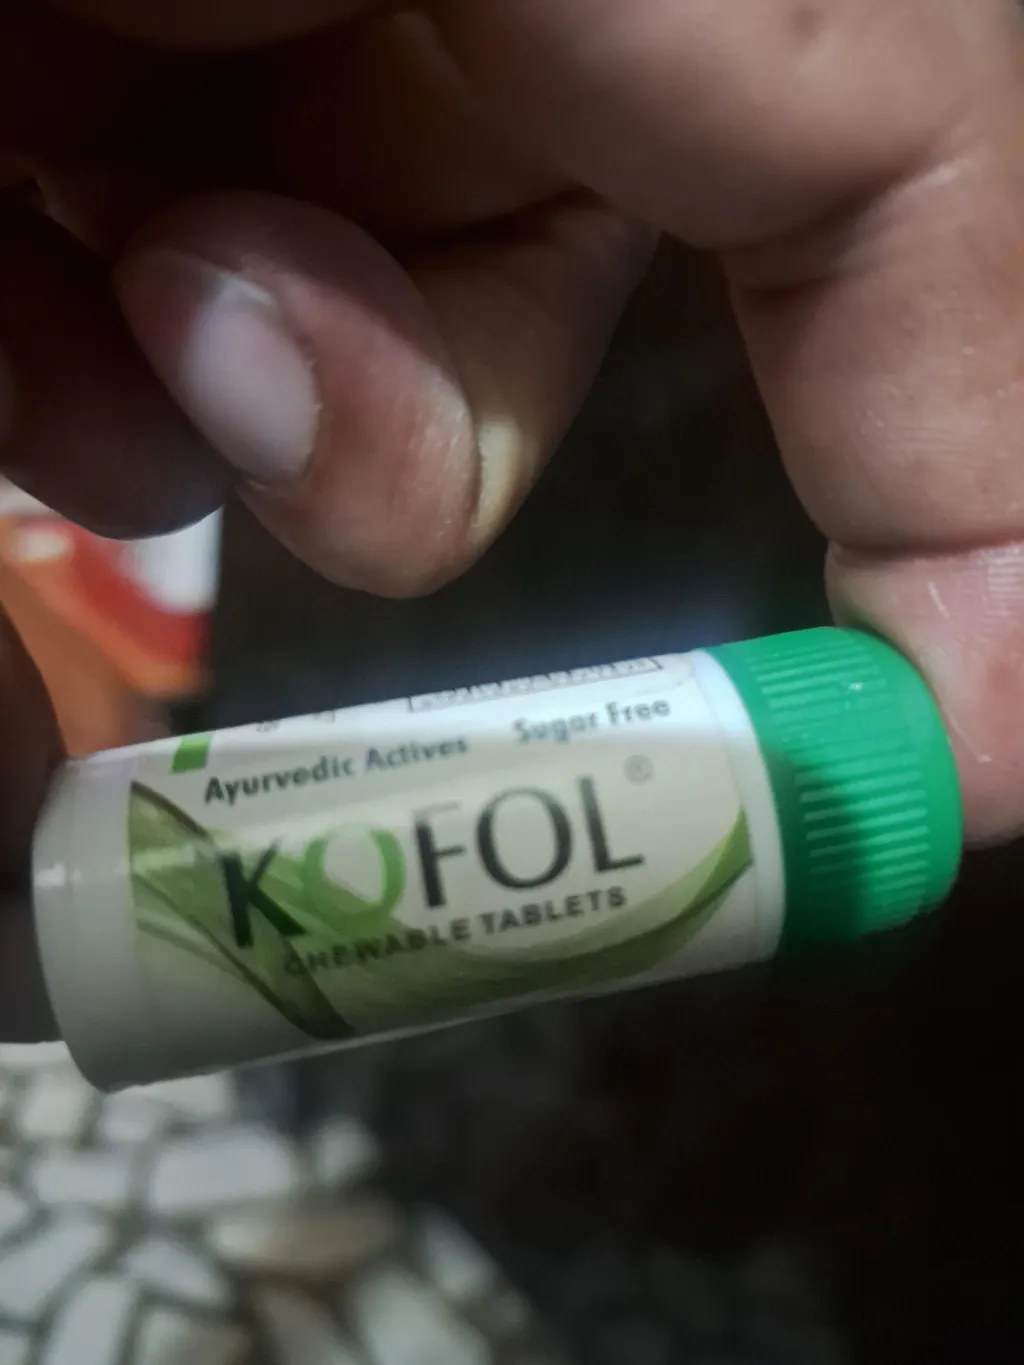 Sugar Free
Ayurvedic Actives
KOFOL®
CHEWABLE TABLETS